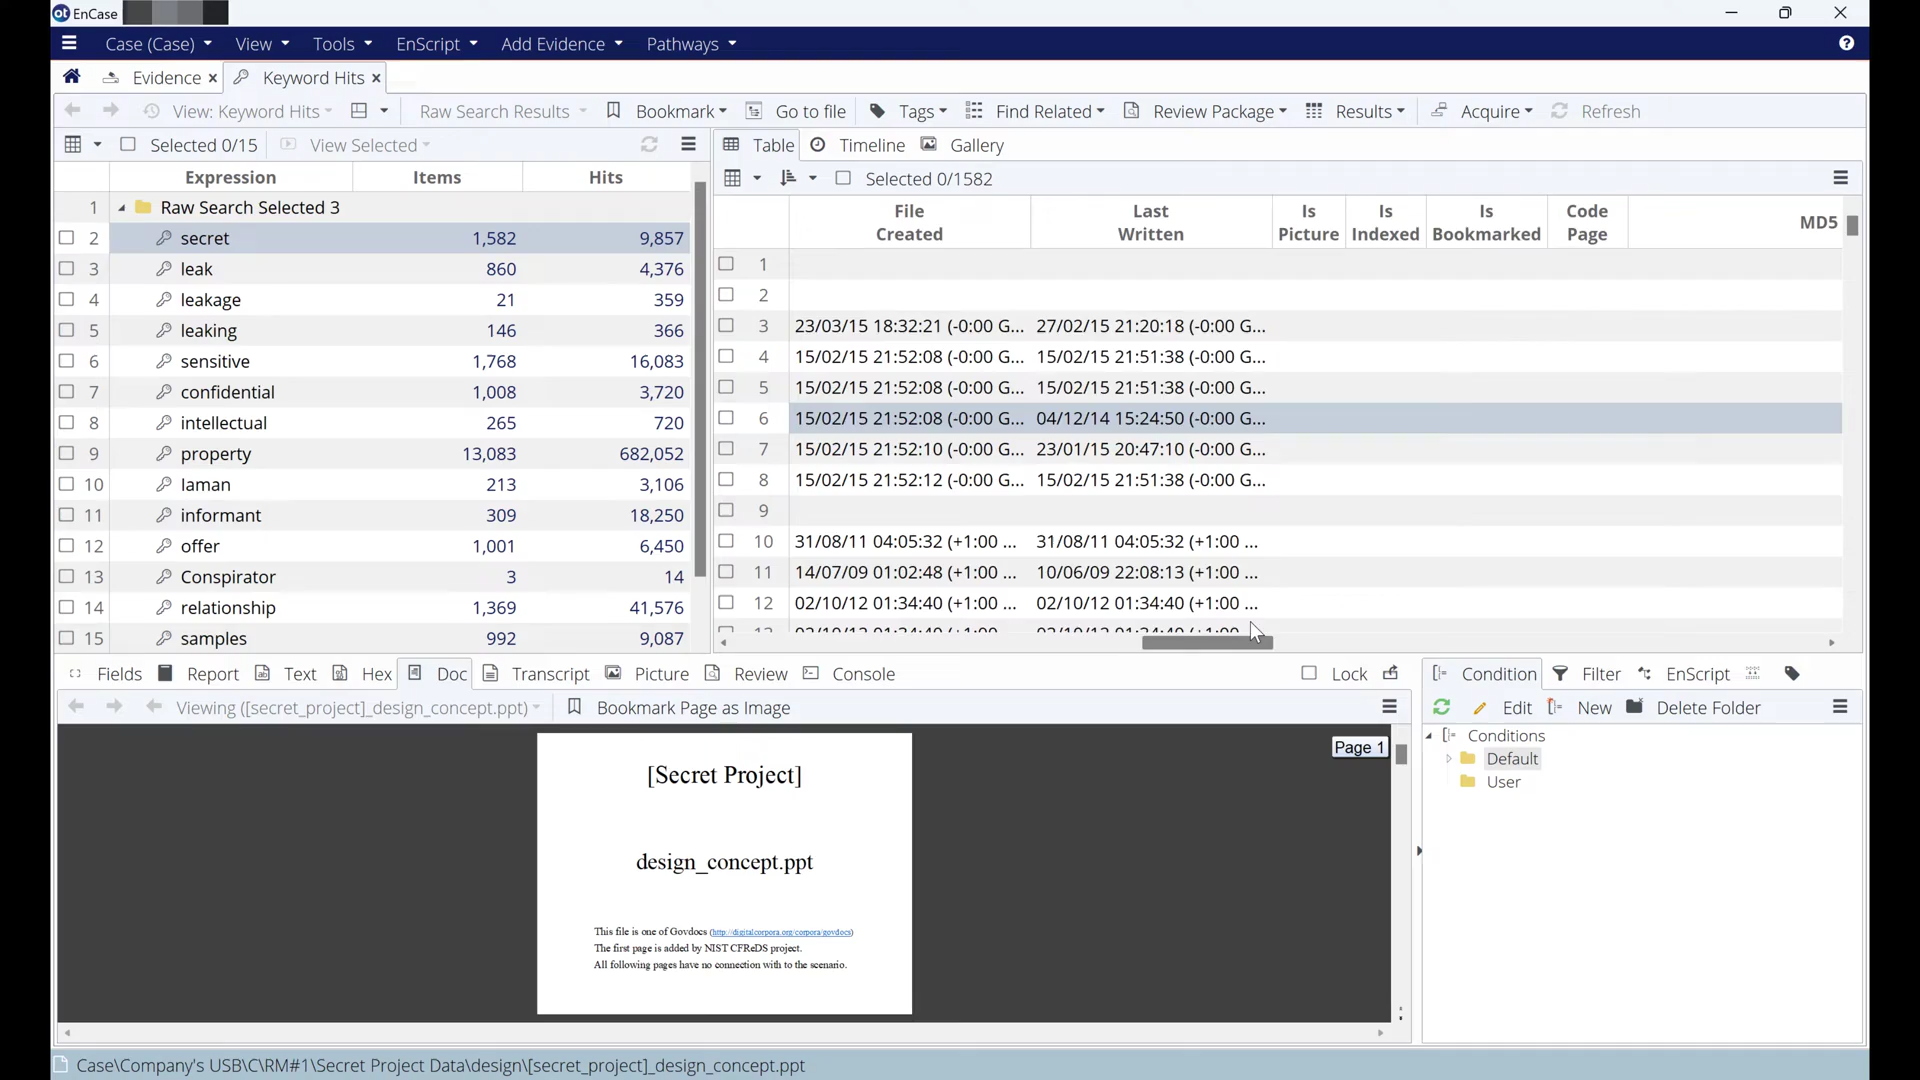 ot EnCase
Case (Case) View Tools EnScript Add Evidence Pathways ?
Evidence × Keyword Hits ×
View: Keyword Hits Raw Search Results Bookmark Go to file Tags Find Related Review Package Results Acquire Refresh
Selected 0/15 View Selected
Expression Items Hits
1 Raw Search Selected 3
2 secret 1,582 9,857
3 leak 860 4,376
4 leakage 21 359
5 leaking 146 366
6 sensitive 1,768 16,083
7 confidential 1,008 3,720
8 intellectual 265 720
9 property 13,083 682,052
10 laman 213 3,106
11 informant 309 18,250
12 offer 1,001 6,450
13 Conspirator 3 14
14 relationship 1,369 41,576
15 samples 992 9,087
Table Timeline Gallery
Selected 0/1582
File Created Last Written Is Picture Is Indexed Is Bookmarked Code Page MD5
1
2
3 23/03/15 18:32:21 (-0:00 G... 27/02/15 21:20:18 (-0:00 G...
4 15/02/15 21:52:08 (-0:00 G... 15/02/15 21:51:38 (-0:00 G...
5 15/02/15 21:52:08 (-0:00 G... 15/02/15 21:51:38 (-0:00 G...
6 15/02/15 21:52:08 (-0:00 G... 04/12/14 15:24:50 (-0:00 G...
7 15/02/15 21:52:10 (-0:00 G... 23/01/15 20:47:10 (-0:00 G...
8 15/02/15 21:52:12 (-0:00 G... 15/02/15 21:51:38 (-0:00 G...
9
10 31/08/11 04:05:32 (+1:00 ... 31/08/11 04:05:32 (+1:00 ...
11 14/07/09 01:02:48 (+1:00 ... 10/06/09 22:08:13 (+1:00 ...
12 02/10/12 01:34:40 (+1:00 ... 02/10/12 01:34:40 (+1:00 ...
Fields Report Text Hex Doc Transcript Picture Review Console Lock
Viewing ([secret_project]_design_concept.ppt) Bookmark Page as Image
Page 1
[Secret Project]
design_concept.ppt
This file is one of Govdocs (http://digitalcorpora.org/corpora/govdocs)
The first page is added by NIST CFReDS project.
All following pages have no connection with to the scenario.
Condition Filter EnScript
Edit New Delete Folder
Conditions
Default
User
Case\Company's USB\C\RM#1\Secret Project Data\design\[secret_project]_design_concept.ppt